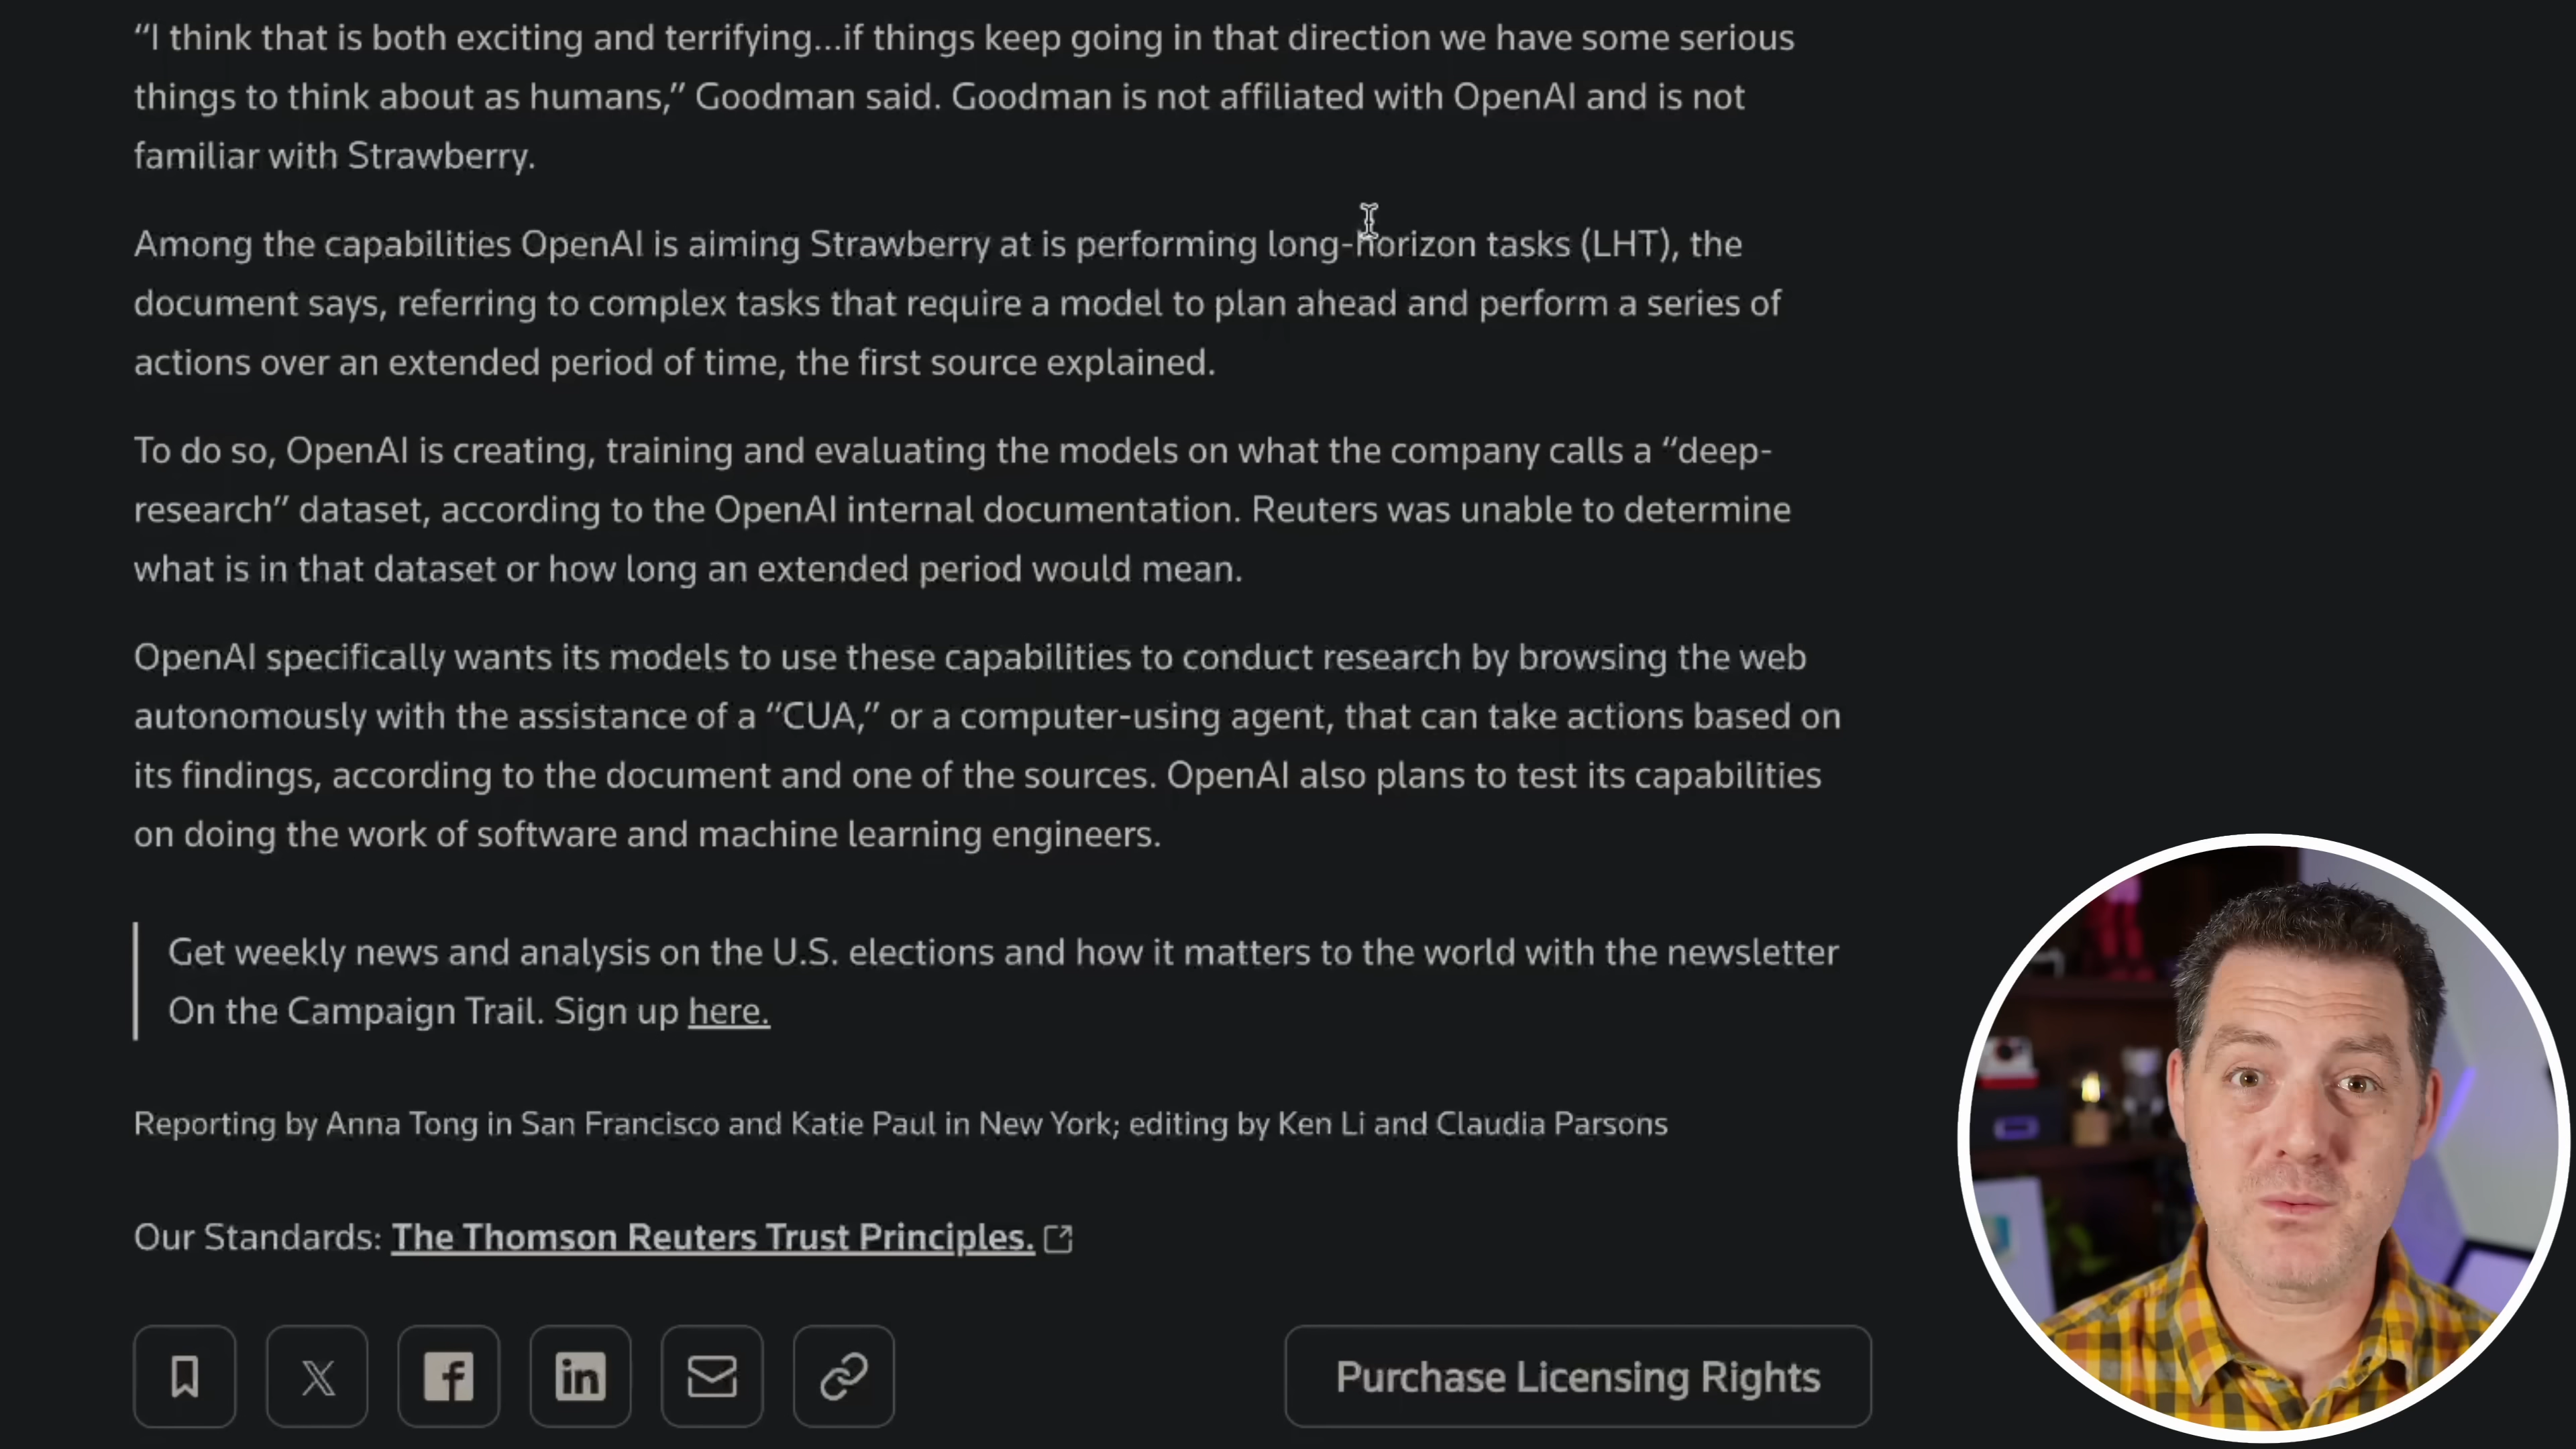 “I think that is both exciting and terrifying...if things keep going in that direction we have some serious
things to think about as humans,” Goodman said. Goodman is not affiliated with OpenAI and is not
familiar with Strawberry.
Among the capabilities OpenAI is aiming Strawberry at is performing long-horizon tasks (LHT), the
document says, referring to complex tasks that require a model to plan ahead and perform a series of
actions over an extended period of time, the first source explained.
To do so, OpenAI is creating, training and evaluating the models on what the company calls a “deep-
research” dataset, according to the OpenAI internal documentation. Reuters was unable to determine
what is in that dataset or how long an extended period would mean.
OpenAI specifically wants its models to use these capabilities to conduct research by browsing the web
autonomously with the assistance of a “CUA,” or a computer-using agent, that can take actions based on
its findings, according to the document and one of the sources. OpenAI also plans to test its capabilities
on doing the work of software and machine learning engineers.
Get weekly news and analysis on the U.S. elections and how it matters to the world with the newsletter
On the Campaign Trail. Sign up here.
Reporting by Anna Tong in San Francisco and Katie Paul in New York; editing by Ken Li and Claudia Parsons
Our Standards: The Thomson Reuters Trust Principles.
Purchase Licensing Rights